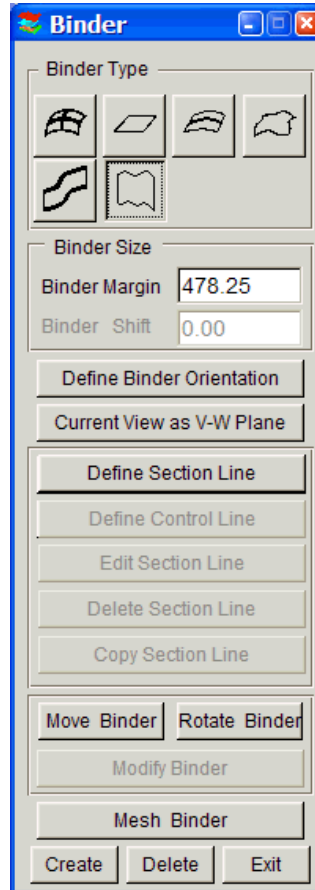 Binder
Binder Type
Binder Size
Binder Margin 478.25
Binder Shift 0.00
Define Binder Orientation
Current View as V-W Plane
Define Section Line
Define Control Line
Edit Section Line
Delete Section Line
Copy Section Line
Move Binder Rotate Binder
Modify Binder
Mesh Binder
Create Delete Exit